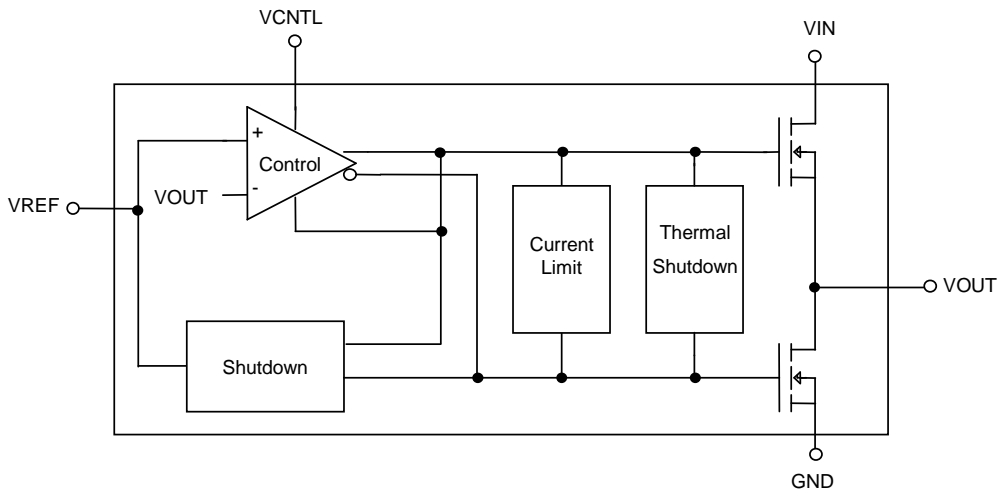 VCNTL
VIN
+
Control
VOUT
-
VREF
Thermal
Shutdown
Current
Limit
VOUT
Shutdown
GND